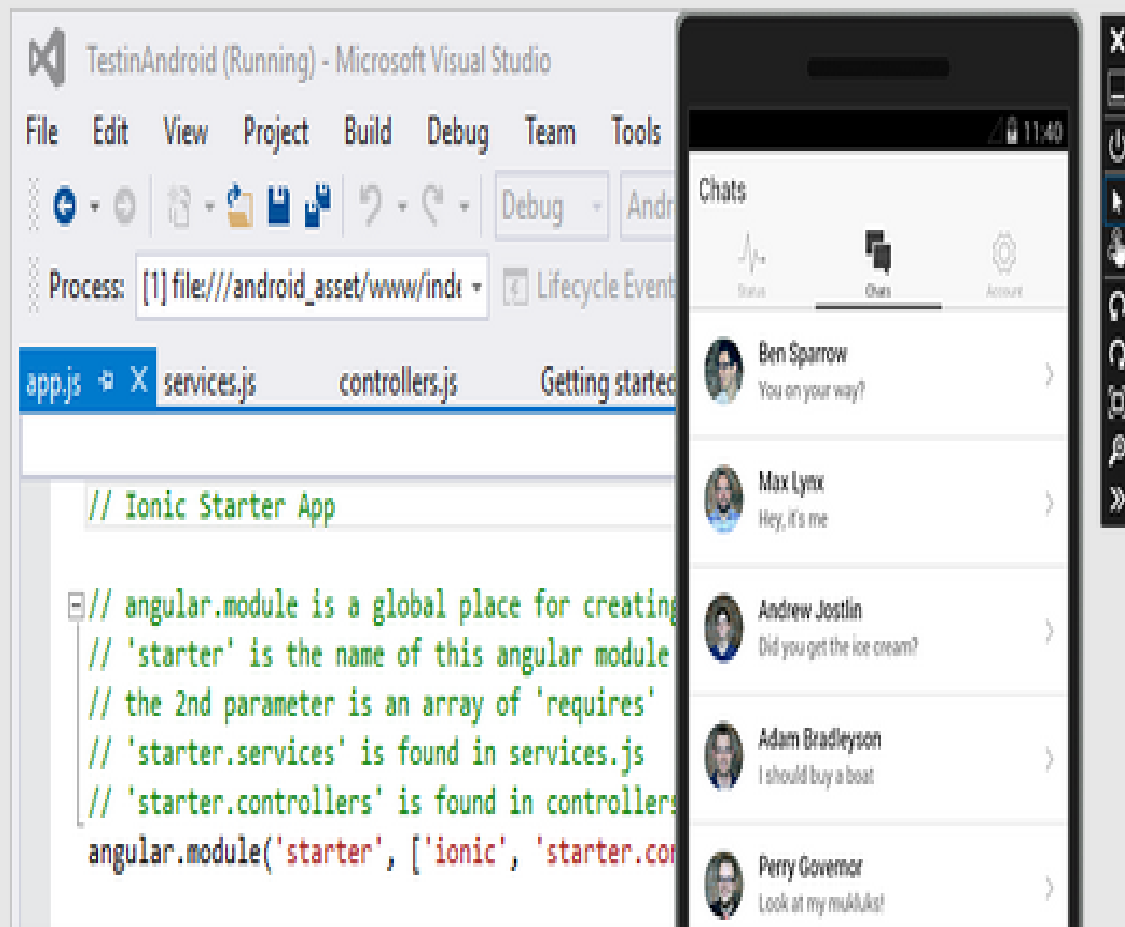 TestinAndroid (Running) - Microsoft Visual Studio
File Edit View Project Build Debug Team Tools
Debug Andr
Process: [1] file:///android_asset/www/inde Lifecycle Event
app.js X services.js controllers.js Getting started
// Ionic Starter App
// angular.module is a global place for creating
// 'starter' is the name of this angular module
// the 2nd parameter is an array of 'requires'
// 'starter.services' is found in services.js
// 'starter.controllers' is found in controllers
angular.module('starter', ['ionic', 'starter.con
11:40
Chats
Status Chats Account
Ben Sparrow
You on your way?
Max Lynx
Hey, it's me
Andrew Jostlin
Did you get the ice cream?
Adam Bradleyson
I should buy a boat
Perry Governor
Look at my mukluks!